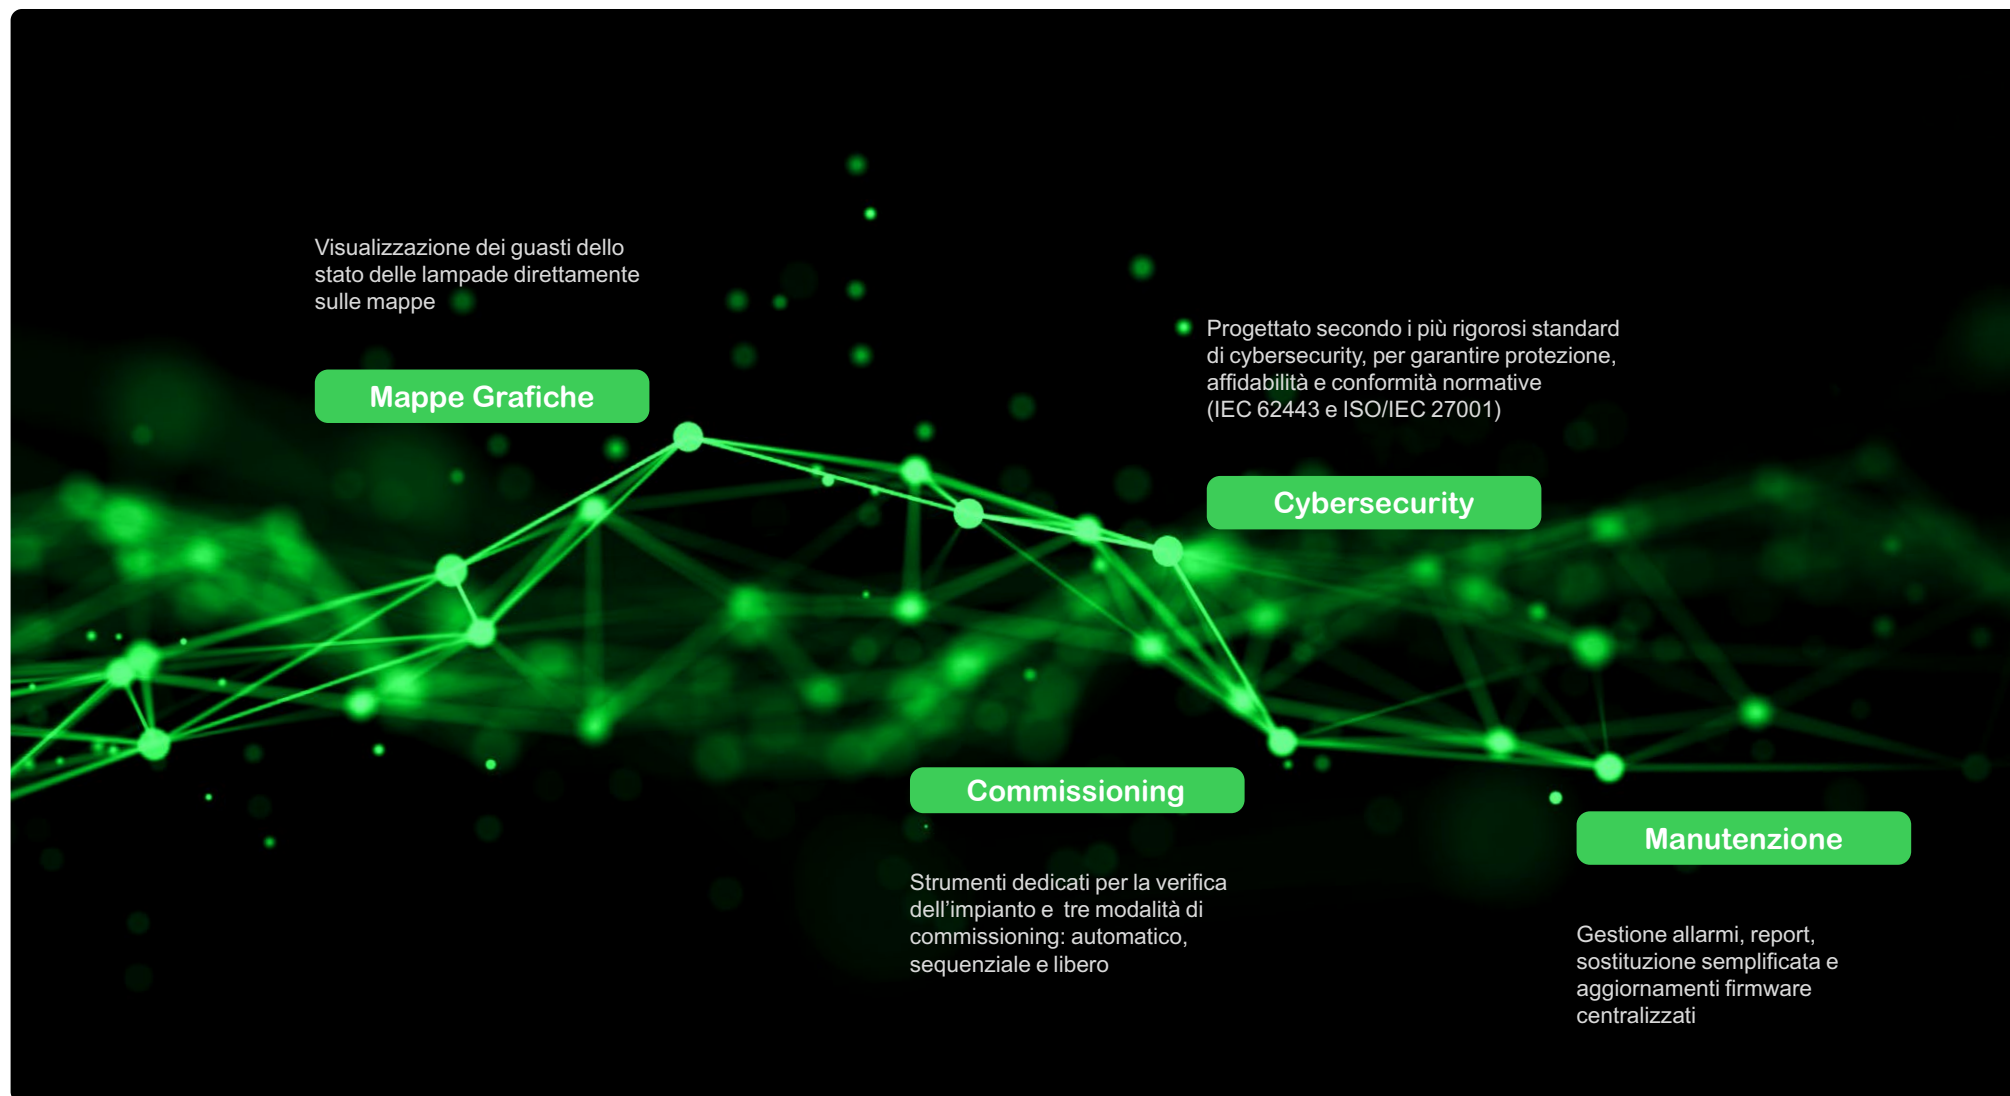 Visualizzazione dei guasti dello
stato delle lampade direttamente
sulle mappe
Mappe Grafiche
Progettato secondo i più rigorosi standard
di cybersecurity, per garantire protezione,
affidabilità e conformità normative
(IEC 62443 e ISO/IEC 27001)
Cybersecurity
Commissioning
Strumenti dedicati per la verifica
dell'impianto e  tre modalità di
commissioning: automatico,
sequenziale e libero
Manutenzione
Gestione allarmi, report,
sostituzione semplificata e
aggiornamenti firmware
centralizzati